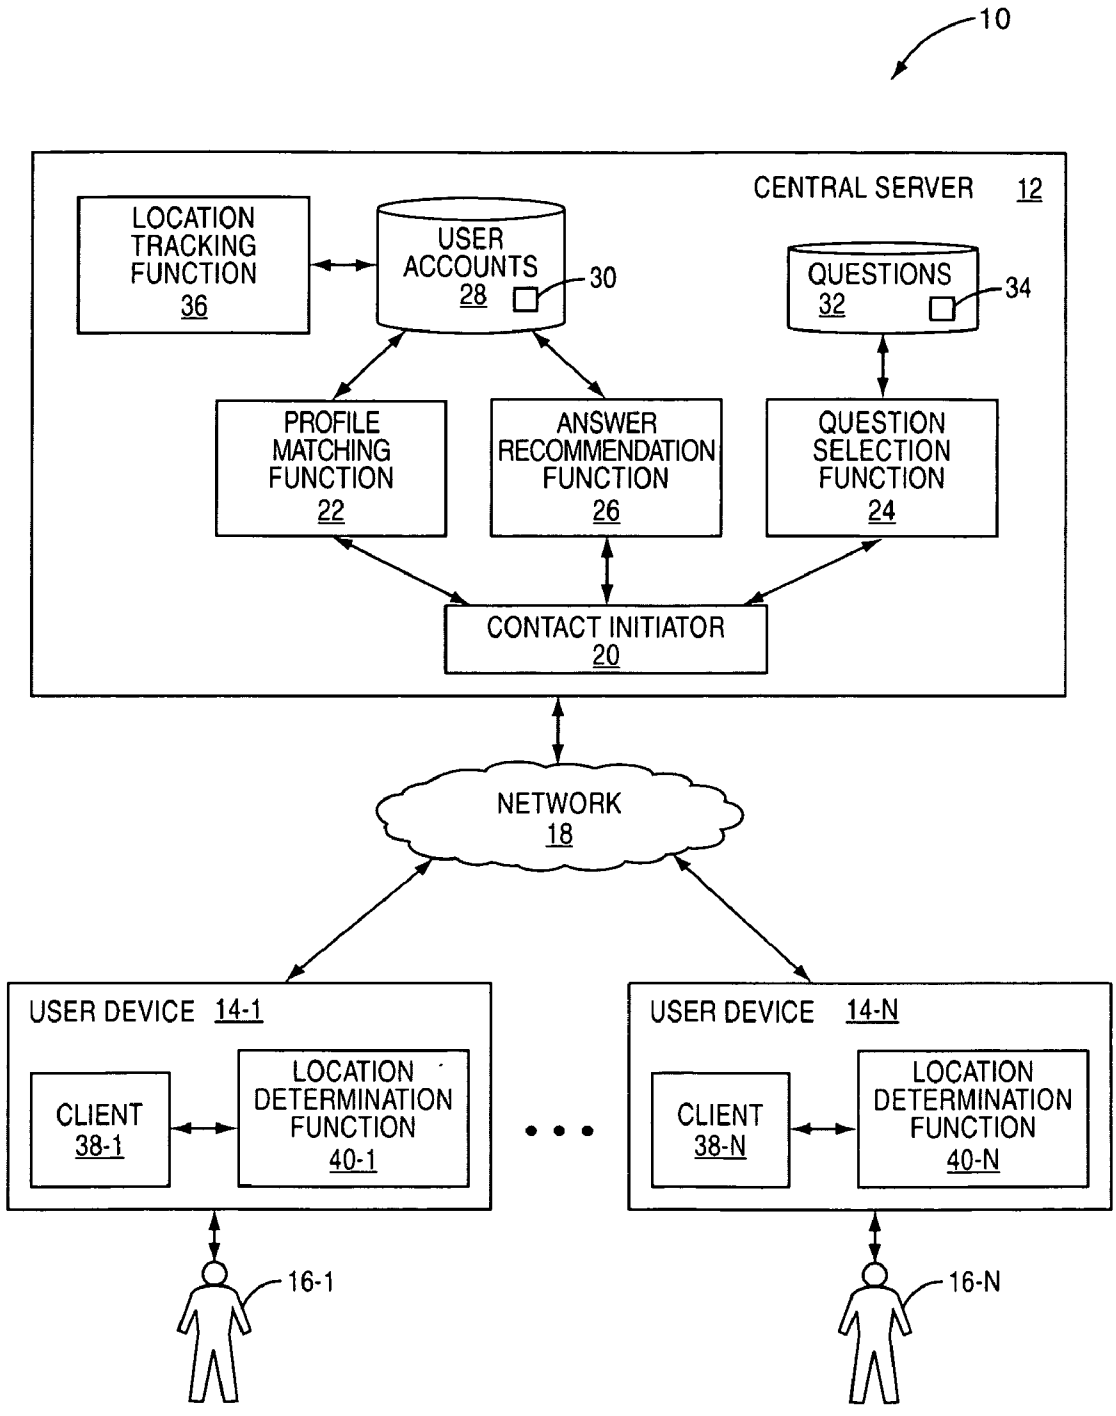 10
CENTRAL SERVER 12
LOCATION
TRACKING
FUNCTION
36
USER
ACCOUNTS
28
30
QUESTIONS
32
34
PROFILE
MATCHING
FUNCTION
22
ANSWER
RECOMMENDATION
FUNCTION
26
QUESTION
SELECTION
FUNCTION
24
CONTACT INITIATOR
20
NETWORK
18
USER DEVICE 14-1
CLIENT
38-1
LOCATION
DETERMINATION
FUNCTION
40-1
USER DEVICE 14-N
CLIENT
38-N
LOCATION
DETERMINATION
FUNCTION
40-N
16-1
16-N